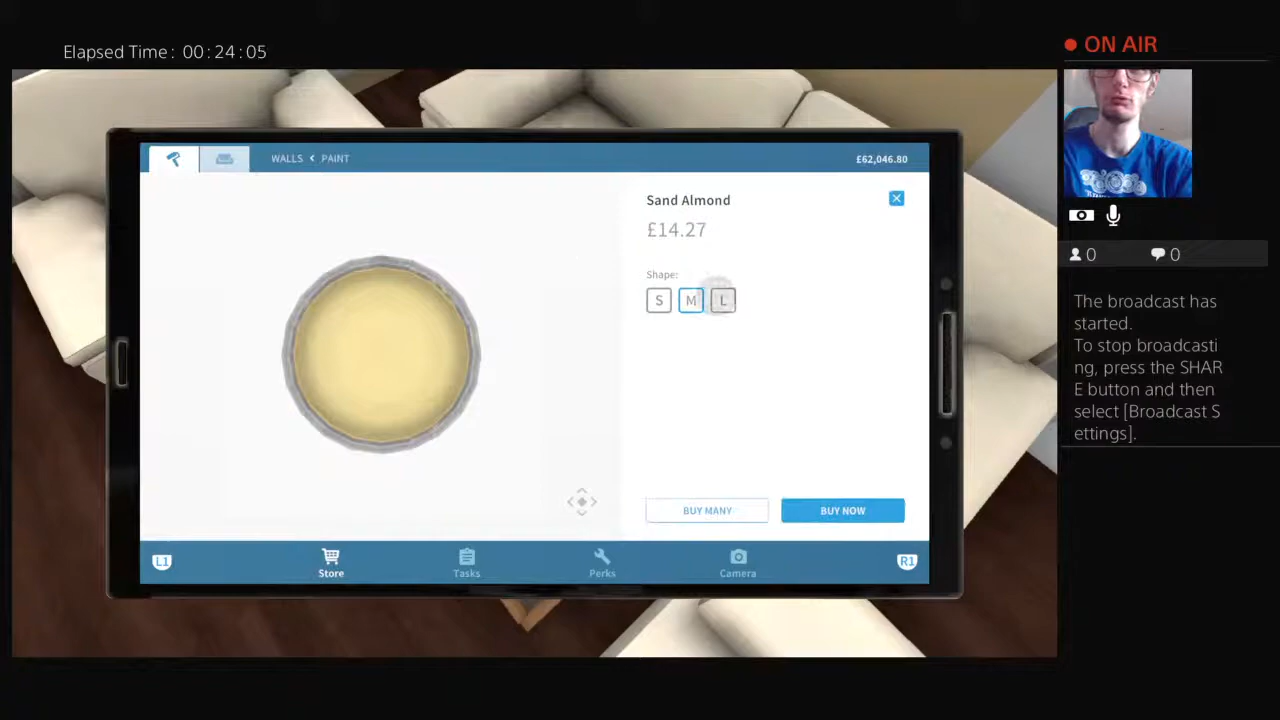 Elapsed Time: 00:24:05
ON AIR
WALLS < PAINT
£62,046.80
Sand Almond
£14.27
Shape:
S M L
BUY MANY
BUY NOW
L1
Store
Tasks
Perks
Camera
R1
0
0
The broadcast has
started.
To stop broadcasti
ng, press the SHAR
E button and then
select [Broadcast S
ettings].